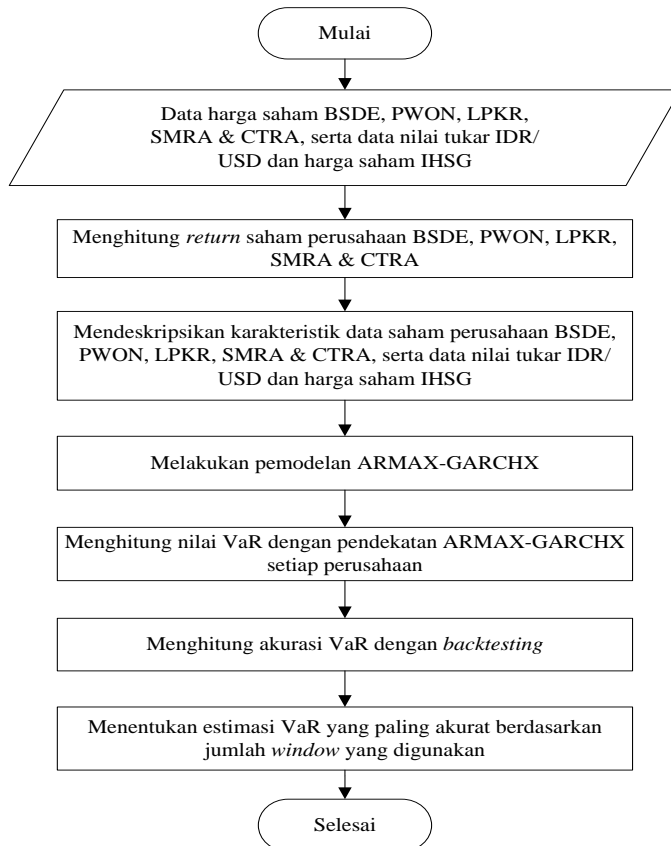 Mulai
Data harga saham BSDE, PWON, LPKR,
SMRA & CTRA, serta data nilai tukar IDR/
USD dan harga saham IHSG
Menghitung return saham perusahaan BSDE, PWON, LPKR,
SMRA & CTRA
Mendeskripsikan karakteristik data saham perusahaan BSDE,
PWON, LPKR, SMRA & CTRA, serta data nilai tukar IDR/
USD dan harga saham IHSG
Melakukan pemodelan ARMAX-GARCHX
Menghitung nilai VaR dengan pendekatan ARMAX-GARCHX
setiap perusahaan
Menghitung akurasi VaR dengan backtesting
Menentukan estimasi VaR yang paling akurat berdasarkan
jumlah window yang digunakan
Selesai